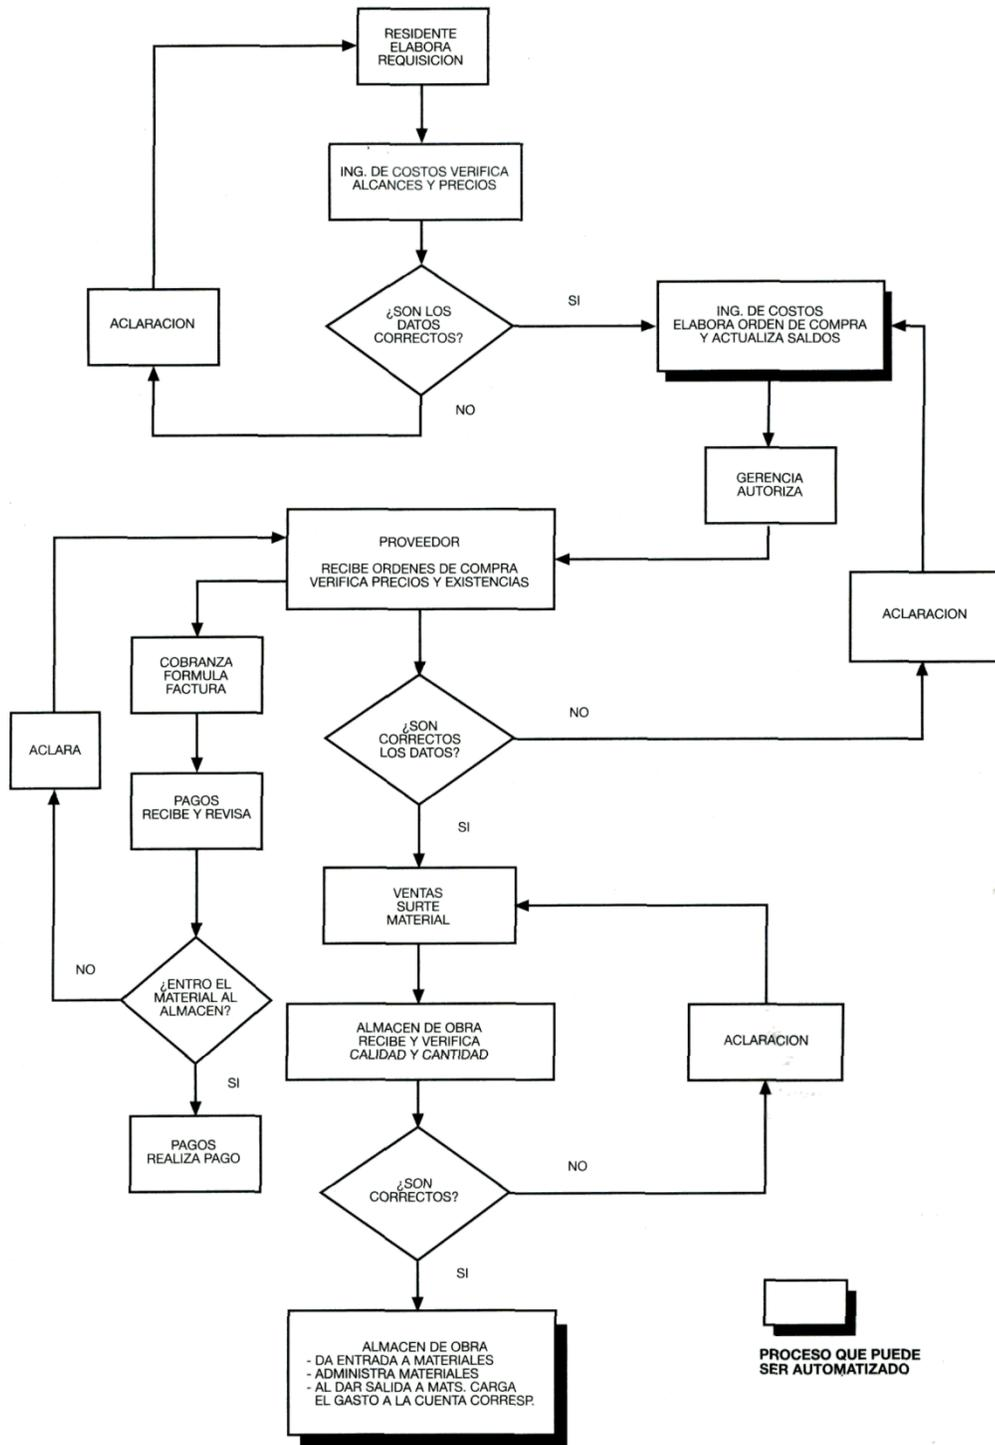 RESIDENTE
ELABORA
REQUISICION
ING. DE COSTOS VERIFICA
ALCANCES Y PRECIOS
¿SON LOS
DATOS
CORRECTOS?
SI
NO
ACLARACION
ING. DE COSTOS
ELABORA ORDEN DE COMPRA
Y ACTUALIZA SALDOS
GERENCIA
AUTORIZA
PROVEEDOR
RECIBE ORDENES DE COMPRA
VERIFICA PRECIOS Y EXISTENCIAS
ACLARACION
COBRANZA
FORMULA
FACTURA
¿SON
CORRECTOS
LOS DATOS?
NO
SI
ACLARA
PAGOS
RECIBE Y REVISA
¿ENTRO EL
MATERIAL AL
ALMACEN?
NO
SI
PAGOS
REALIZA PAGO
VENTAS
SURTE
MATERIAL
ALMACEN DE OBRA
RECIBE Y VERIFICA
CALIDAD Y CANTIDAD
ACLARACION
¿SON
CORRECTOS?
NO
SI
ALMACEN DE OBRA
- DA ENTRADA A MATERIALES
- ADMINISTRA MATERIALES
- AL DAR SALIDA A MATS. CARGA
EL GASTO A LA CUENTA CORRESP.
PROCESO QUE PUEDE
SER AUTOMATIZADO